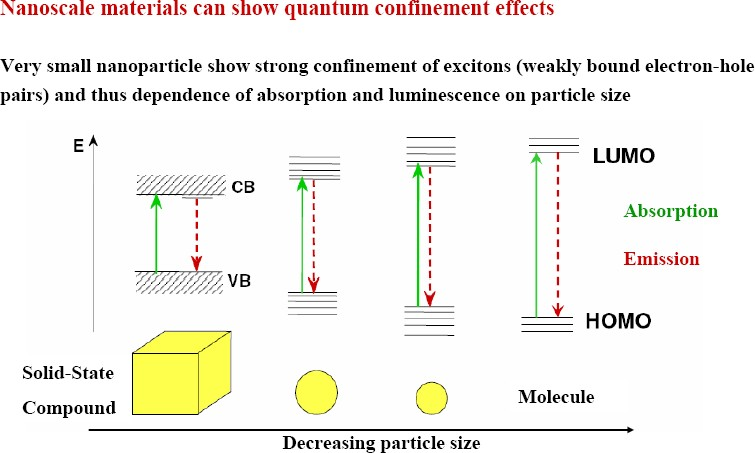 Nanoscale materials can show quantum confinement effects
Very small nanoparticle show strong confinement of excitons (weakly bound electron-hole
pairs) and thus dependence of absorption and luminescence on particle size
E
LUMO
CB
Absorption
Emission
VB
HOMO
Solid-State
Compound
Molecule
Decreasing particle size